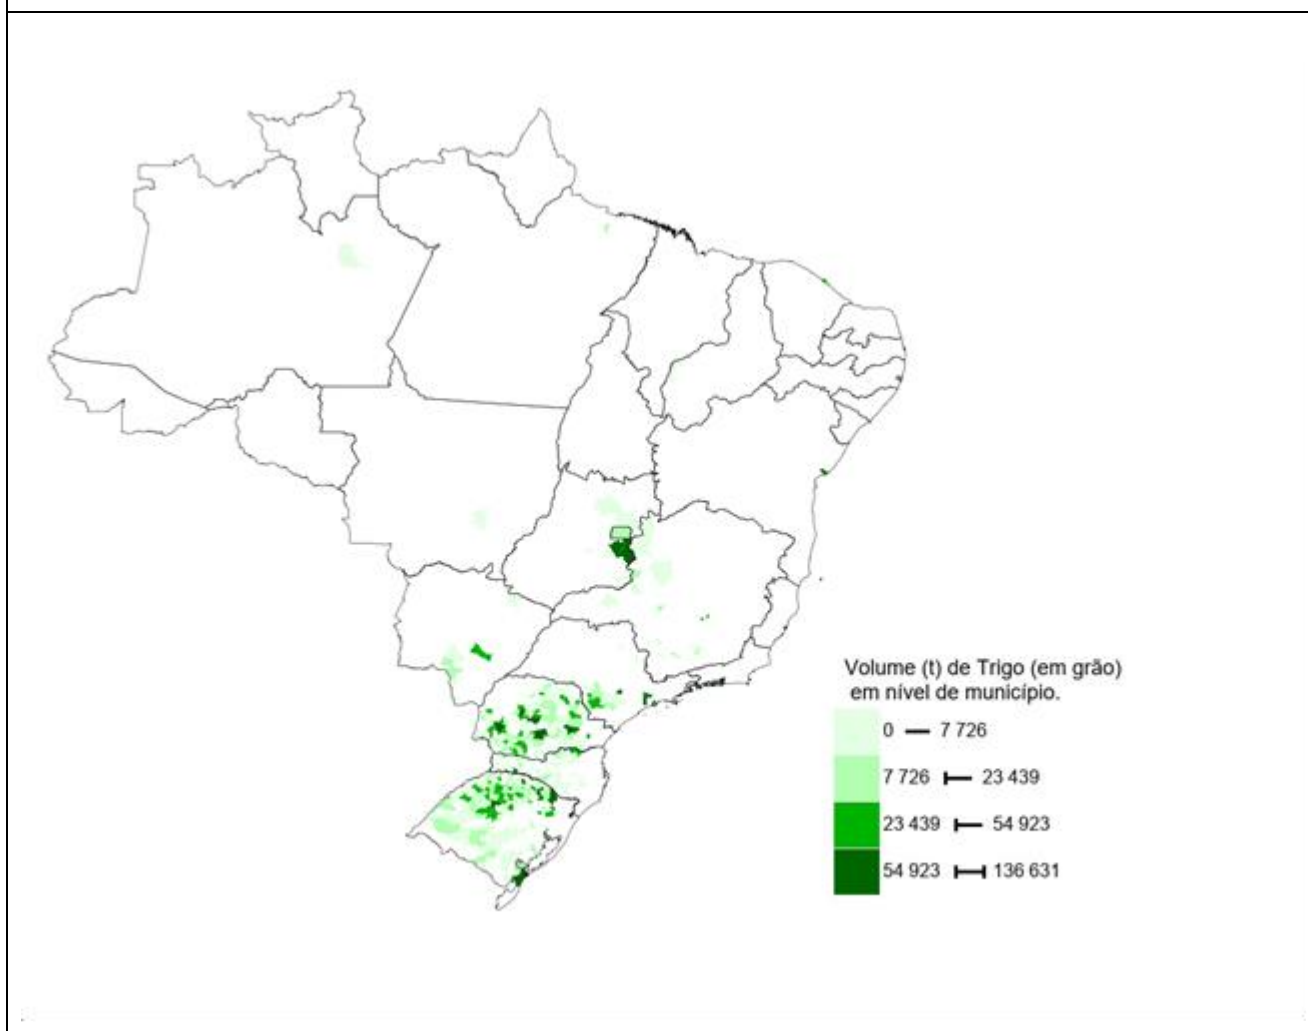 Volume (t) de Trigo (em grão)
em nível de município.
0 — 7 726
7 726 ⊢ 23 439
23 439 ⊢ 54 923
54 923 ⊢⊣ 136 631